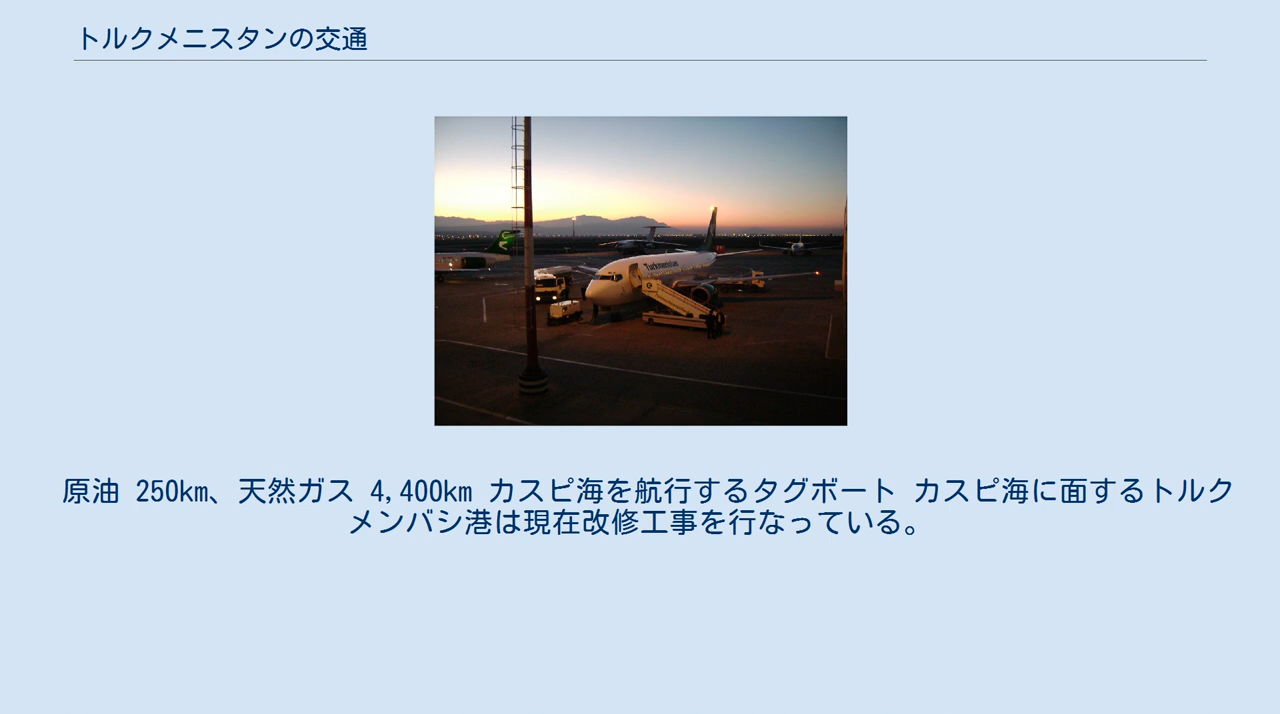 トルクメニスタンの交通
Turkmenistan
原油 250km、天然ガス 4,400km カスピ海を航行するタグボート カスピ海に面するトルク
メンバシ港は現在改修工事を行なっている。